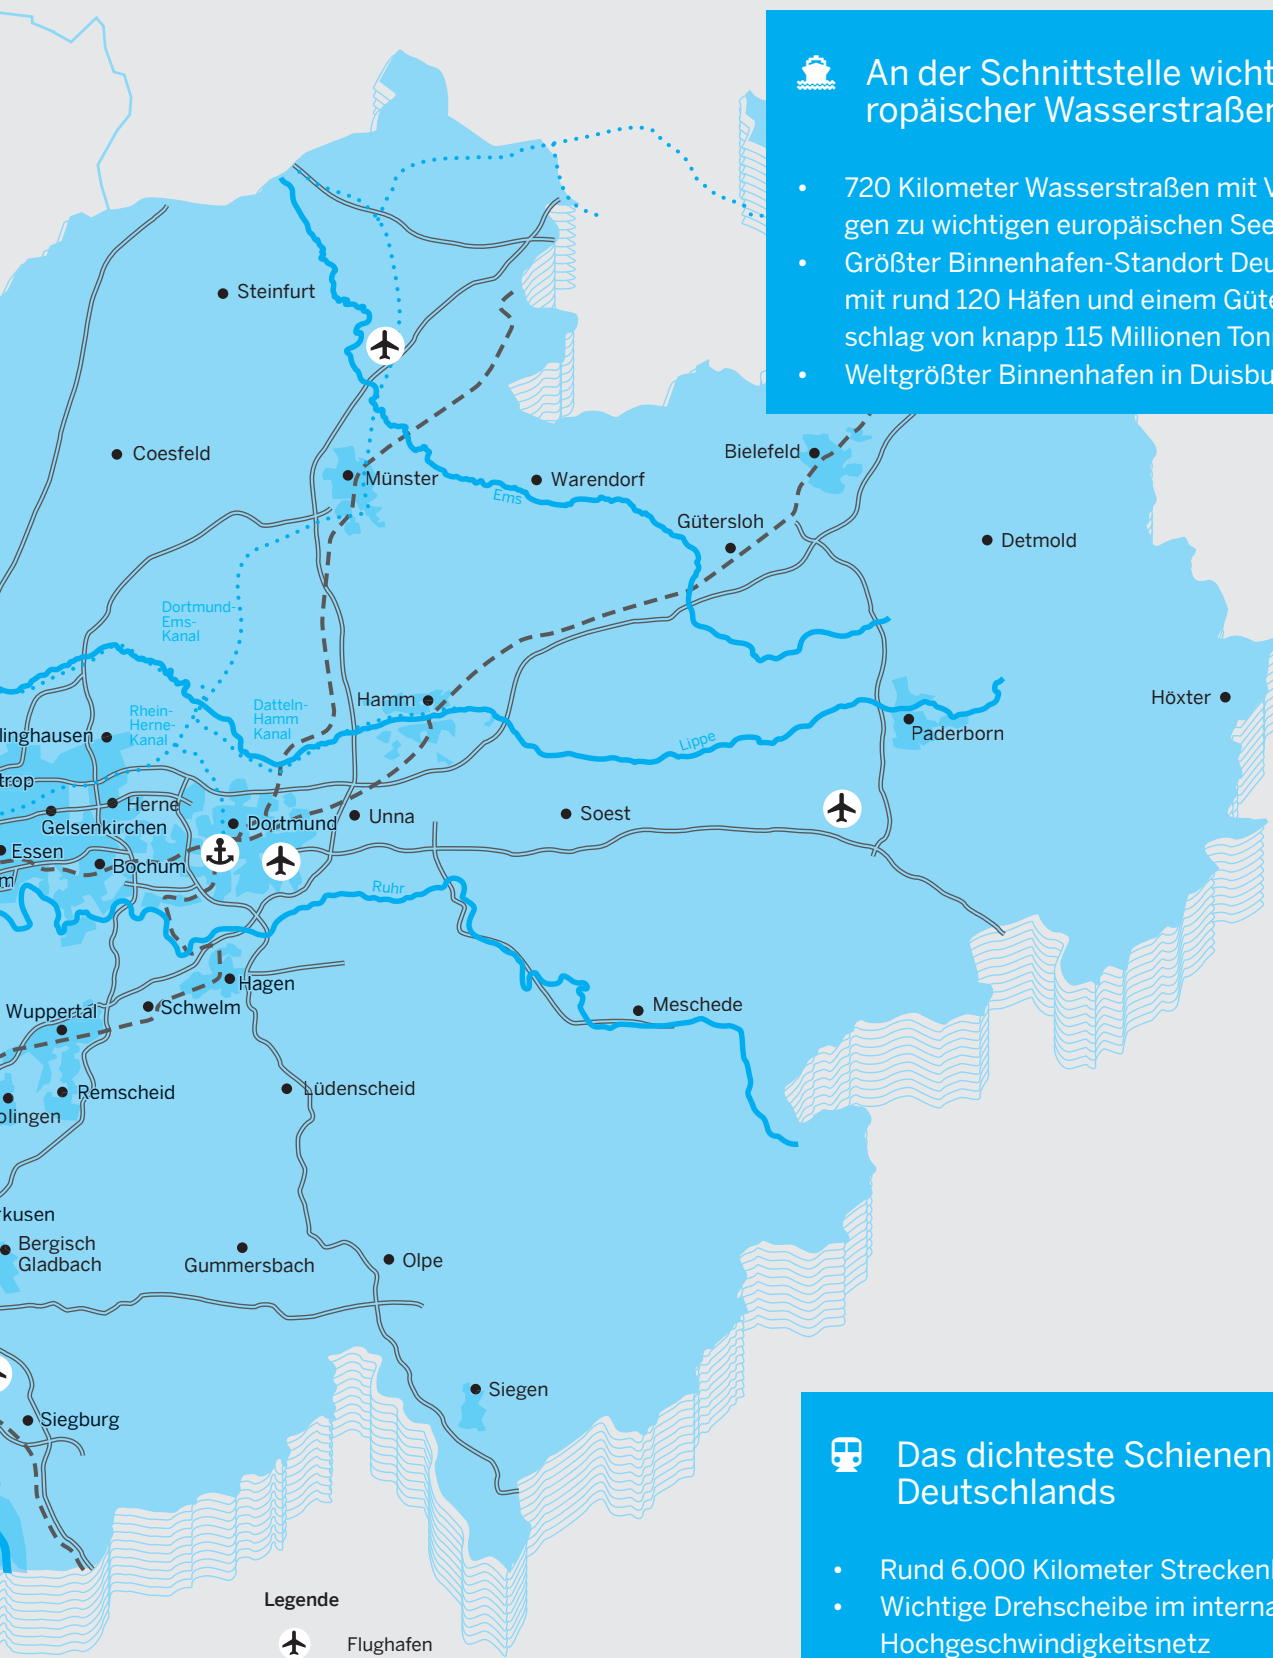 An der Schnittstelle wicht
ropäischer Wasserstraßen
• 720 Kilometer Wasserstraßen mit V
gen zu wichtigen europäischen See
• Größter Binnenhafen-Standort Deu
mit rund 120 Häfen und einem Güte
schlag von knapp 115 Millionen Ton
• Weltgrößter Binnenhafen in Duisbu
Steinfurt
Coesfeld
Münster
Warendorf
Bielefeld
Ems
Gütersloh
Detmold
Dortmund-
Ems-
Kanal
Rhein-
Herne-
Kanal
Datteln-
Hamm
Kanal
Hamm
Höxter
linghausen
Lippe
Paderborn
trop
Herne
Gelsenkirchen
Dortmund
Unna
Soest
Essen
Bochum
m
Ruhr
Hagen
Wuppertal
Schwelm
Meschede
Remscheid
Lüdenscheid
olingen
rkusen
Bergisch
Gladbach
Gummersbach
Olpe
Siegen
Siegburg
Das dichteste Schienen
Deutschlands
• Rund 6.000 Kilometer Streckenl
• Wichtige Drehscheibe im interna
Hochgeschwindigkeitsnetz
Legende
Flughafen